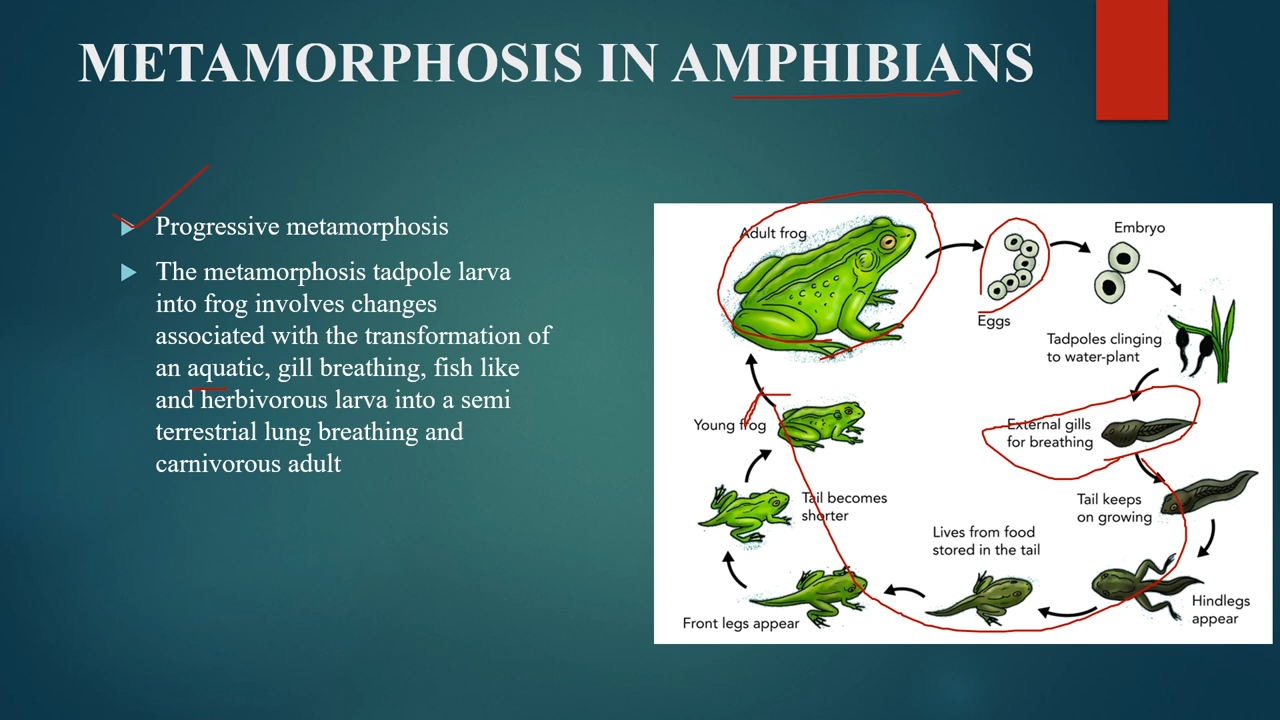 METAMORPHOSIS IN AMPHIBIANS
Progressive metamorphosis
The metamorphosis tadpole larva
into frog involves changes
associated with the transformation of
an aquatic, gill breathing, fish like
and herbivorous larva into a semi
terrestrial lung breathing and
carnivorous adult
Adult frog
Eggs
Embryo
Tadpoles clinging
to water-plant
External gills
for breathing
Tail keeps
on growing
Hindlegs
appear
Lives from food
stored in the tail
Front legs appear
Tail becomes
shorter
Young frog